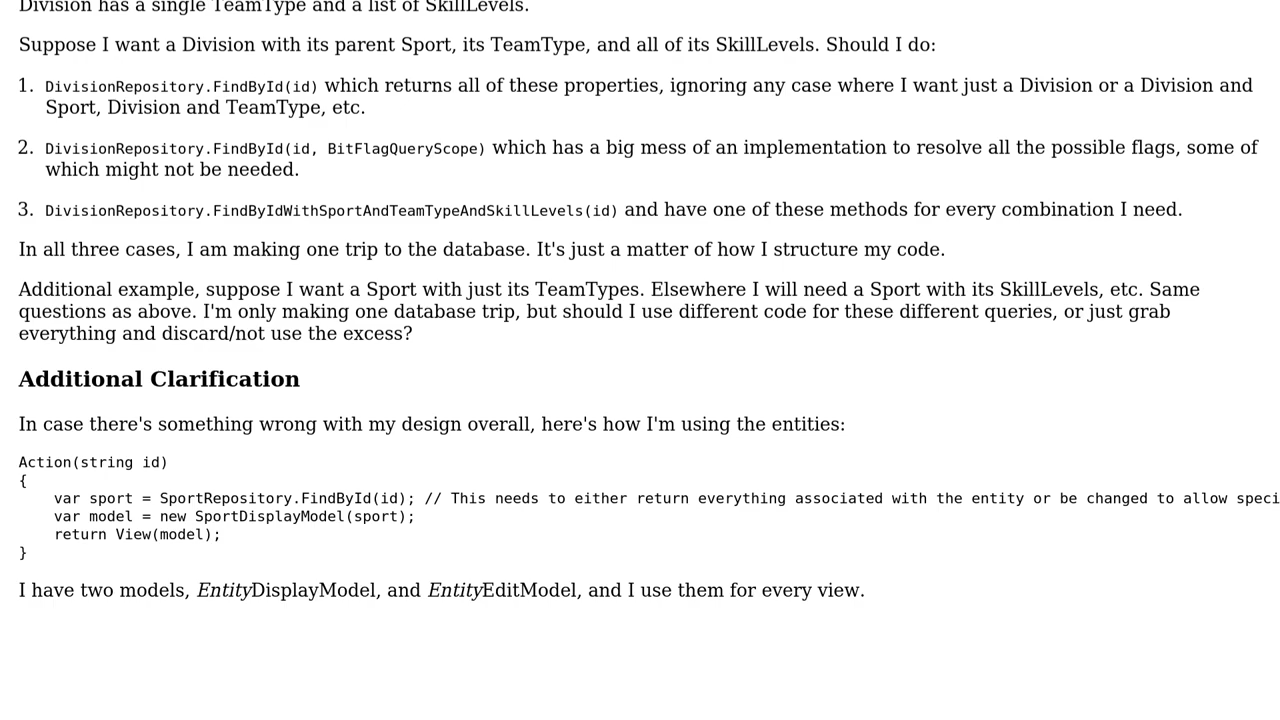 Division has a single TeamType and a list of SkillLevels.
Suppose I want a Division with its parent Sport, its TeamType, and all of its SkillLevels. Should I do:
1. DivisionRepository.FindById(id) which returns all of these properties, ignoring any case where I want just a Division or a Division and
Sport, Division and TeamType, etc.
2. DivisionRepository.FindById(id, BitFlagQueryScope) which has a big mess of an implementation to resolve all the possible flags, some of
which might not be needed.
3. DivisionRepository.FindByIdWithSportAndTeamTypeAndSkillLevels(id) and have one of these methods for every combination I need.
In all three cases, I am making one trip to the database. It's just a matter of how I structure my code.
Additional example, suppose I want a Sport with just its TeamTypes. Elsewhere I will need a Sport with its SkillLevels, etc. Same
questions as above. I'm only making one database trip, but should I use different code for these different queries, or just grab
everything and discard/not use the excess?
Additional Clarification
In case there's something wrong with my design overall, here's how I'm using the entities:
Action(string id)
{
    var sport = SportRepository.FindById(id); // This needs to either return everything associated with the entity or be changed to allow speci
    var model = new SportDisplayModel(sport);
    return View(model);
}
I have two models, EntityDisplayModel, and EntityEditModel, and I use them for every view.